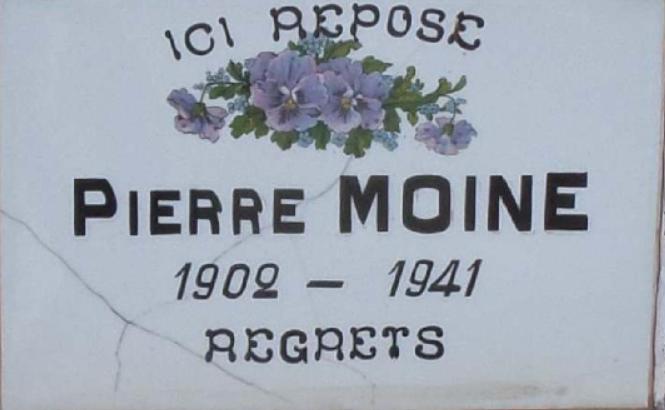 ICI REPOSE
PIERRE MOINE
1902 - 1941
REGRETS